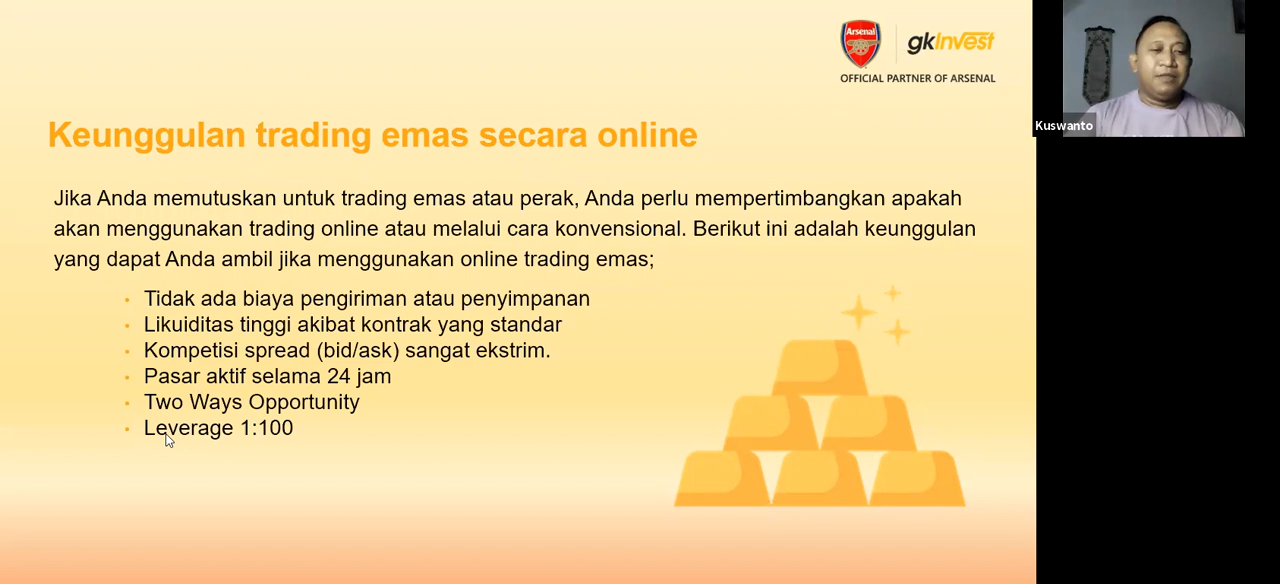 Arsenal
gkInvest
OFFICIAL PARTNER OF ARSENAL
Kuswanto
Keunggulan trading emas secara online
Jika Anda memutuskan untuk trading emas atau perak, Anda perlu mempertimbangkan apakah
akan menggunakan trading online atau melalui cara konvensional. Berikut ini adalah keunggulan
yang dapat Anda ambil jika menggunakan online trading emas;
• Tidak ada biaya pengiriman atau penyimpanan
• Likuiditas tinggi akibat kontrak yang standar
• Kompetisi spread (bid/ask) sangat ekstrim.
• Pasar aktif selama 24 jam
• Two Ways Opportunity
• Leverage 1:100